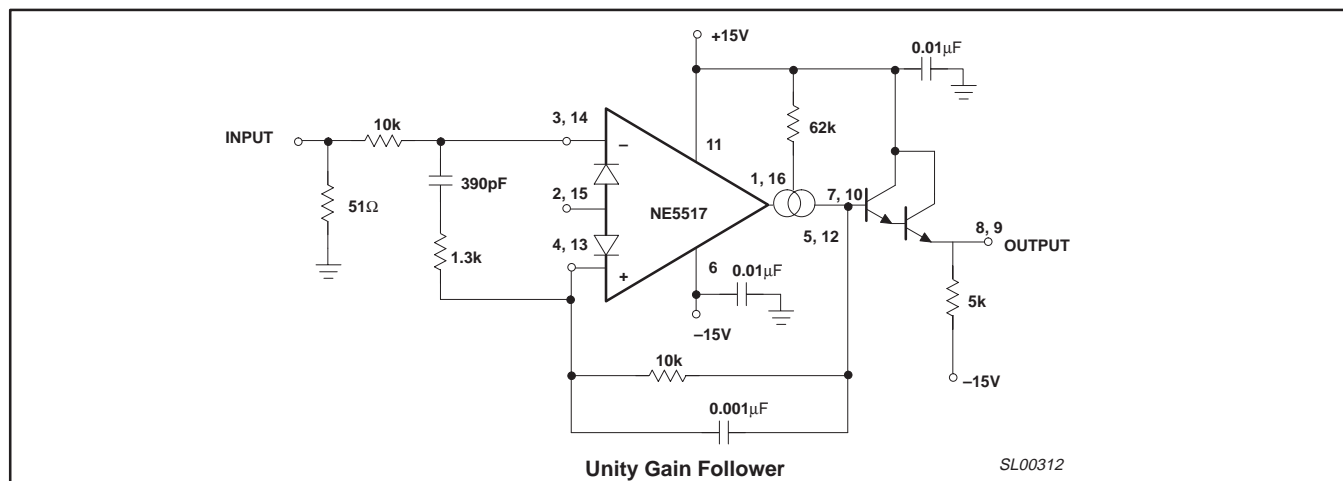 +15V
0.01μF
10k
3, 14
INPUT
–
62k
11
390pF
1, 16
7, 10
2, 15
51Ω
NE5517
8, 9
4, 13
5, 12
OUTPUT
1.3k
6
0.01μF
+
5k
–15V
10k
–15V
0.001μF
Unity Gain Follower
SL00312